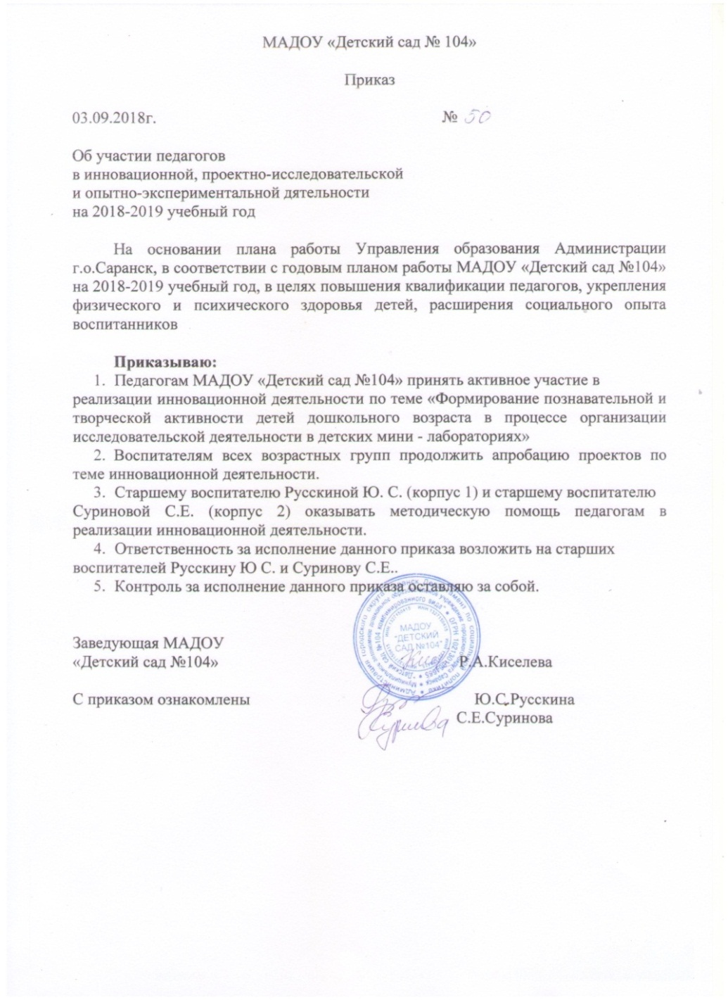 МАДОУ «Детский сад № 104»
Приказ
03.09.2018г. № 50
Об участии педагогов
в инновационной, проектно-исследовательской
и опытно-экспериментальной дятельности
на 2018-2019 учебный год
На основании плана работы Управления образования Администрации
г.о.Саранск, в соответствии с годовым планом работы МАДОУ «Детский сад №104»
на 2018-2019 учебный год, в целях повышения квалификации педагогов, укрепления
физического и психического здоровья детей, расширения социального опыта
воспитанников
Приказываю:
1. Педагогам МАДОУ «Детский сад №104» принять активное участие в
реализации инновационной деятельности по теме «Формирование познавательной и
творческой активности детей дошкольного возраста в процессе организации
исследовательской деятельности в детских мини - лабораториях»
2. Воспитателям всех возрастных групп продолжить апробацию проектов по
теме инновационной деятельности.
3. Старшему воспитателю Русскиной Ю. С. (корпус 1) и старшему воспитателю
Суриновой С.Е. (корпус 2) оказывать методическую помощь педагогам в
реализации инновационной деятельности.
4. Ответственность за исполнение данного приказа возложить на старших
воспитателей Русскину Ю С. и Суринову С.Е..
5. Контроль за исполнение данного приказа оставляю за собой.
МАДОУ
"ДЕТСКИЙ
САД №104"
Заведующая МАДОУ
«Детский сад №104» Р.А.Киселева
С приказом ознакомлены Ю.С.Русскина
С.Е.Суринова